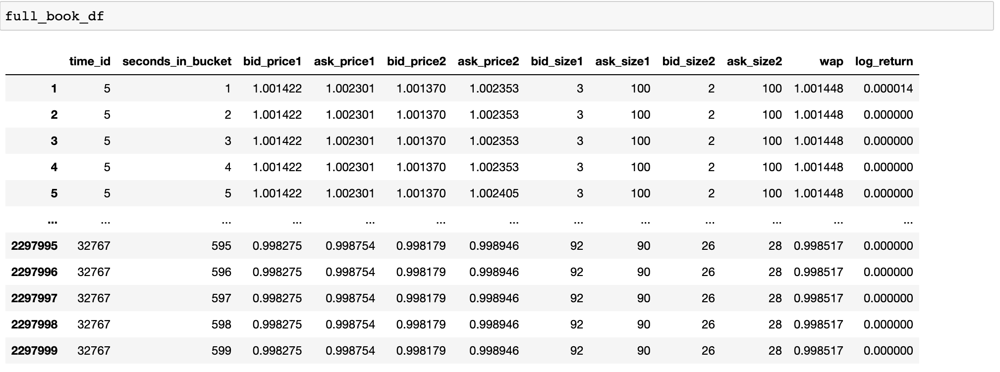 full_book_df
time_id seconds_in_bucket bid_price1 ask_price1 bid_price2 ask_price2 bid_size1 ask_size1 bid_size2 ask_size2 wap log_return
1 5 1 1.001422 1.002301 1.001370 1.002353 3 100 2 100 1.001448 0.000014
2 5 2 1.001422 1.002301 1.001370 1.002353 3 100 2 100 1.001448 0.000000
3 5 3 1.001422 1.002301 1.001370 1.002353 3 100 2 100 1.001448 0.000000
4 5 4 1.001422 1.002301 1.001370 1.002353 3 100 2 100 1.001448 0.000000
5 5 5 1.001422 1.002301 1.001370 1.002405 3 100 2 100 1.001448 0.000000
... ... ... ... ... ... ... ... ... ... ... ... ...
2297995 32767 595 0.998275 0.998754 0.998179 0.998946 92 90 26 28 0.998517 0.000000
2297996 32767 596 0.998275 0.998754 0.998179 0.998946 92 90 26 28 0.998517 0.000000
2297997 32767 597 0.998275 0.998754 0.998179 0.998946 92 90 26 28 0.998517 0.000000
2297998 32767 598 0.998275 0.998754 0.998179 0.998946 92 90 26 28 0.998517 0.000000
2297999 32767 599 0.998275 0.998754 0.998179 0.998946 92 90 26 28 0.998517 0.000000